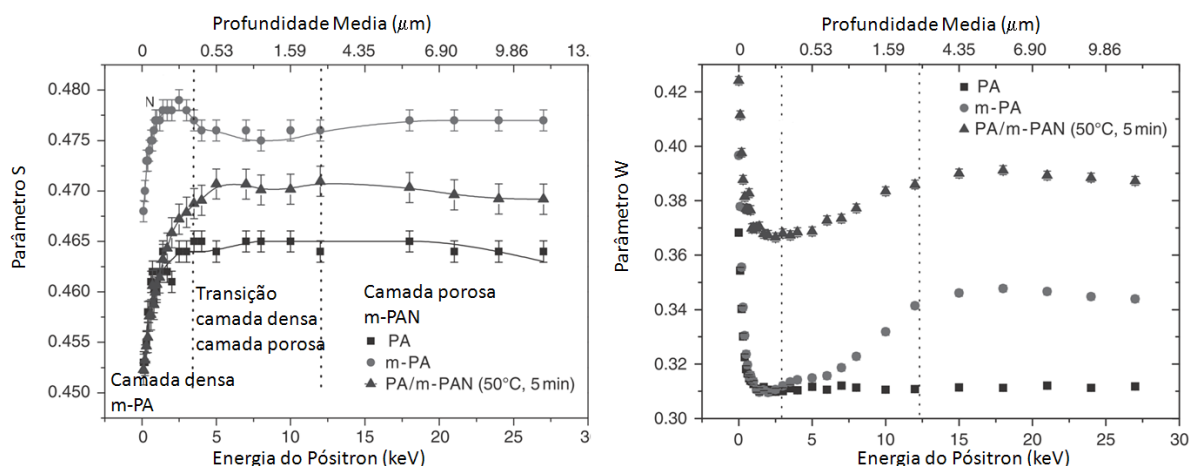 Profundidade Media (μm)
0 0.53 1.59 4.35 6.90 9.86 13.
Parâmetro S
0.480
0.475
0.470
0.465
0.460
0.455
0.450
N
Transição
camada densa
camada porosa
Camada porosa
m-PAN
PA
m-PA
PA/m-PAN (50°C, 5 min)
Camada densa
m-PA
0 5 10 15 20 25 3
Energia do Pósitron (keV)
Profundidade Media (μm)
0 0.53 1.59 4.35 6.90 9.86
Parâmetro W
0.42
0.40
0.38
0.36
0.34
0.32
0.30
PA
m-PA
PA/m-PAN (50°C, 5 min)
0 5 10 15 20 25 30
Energia do Pósitron (keV)